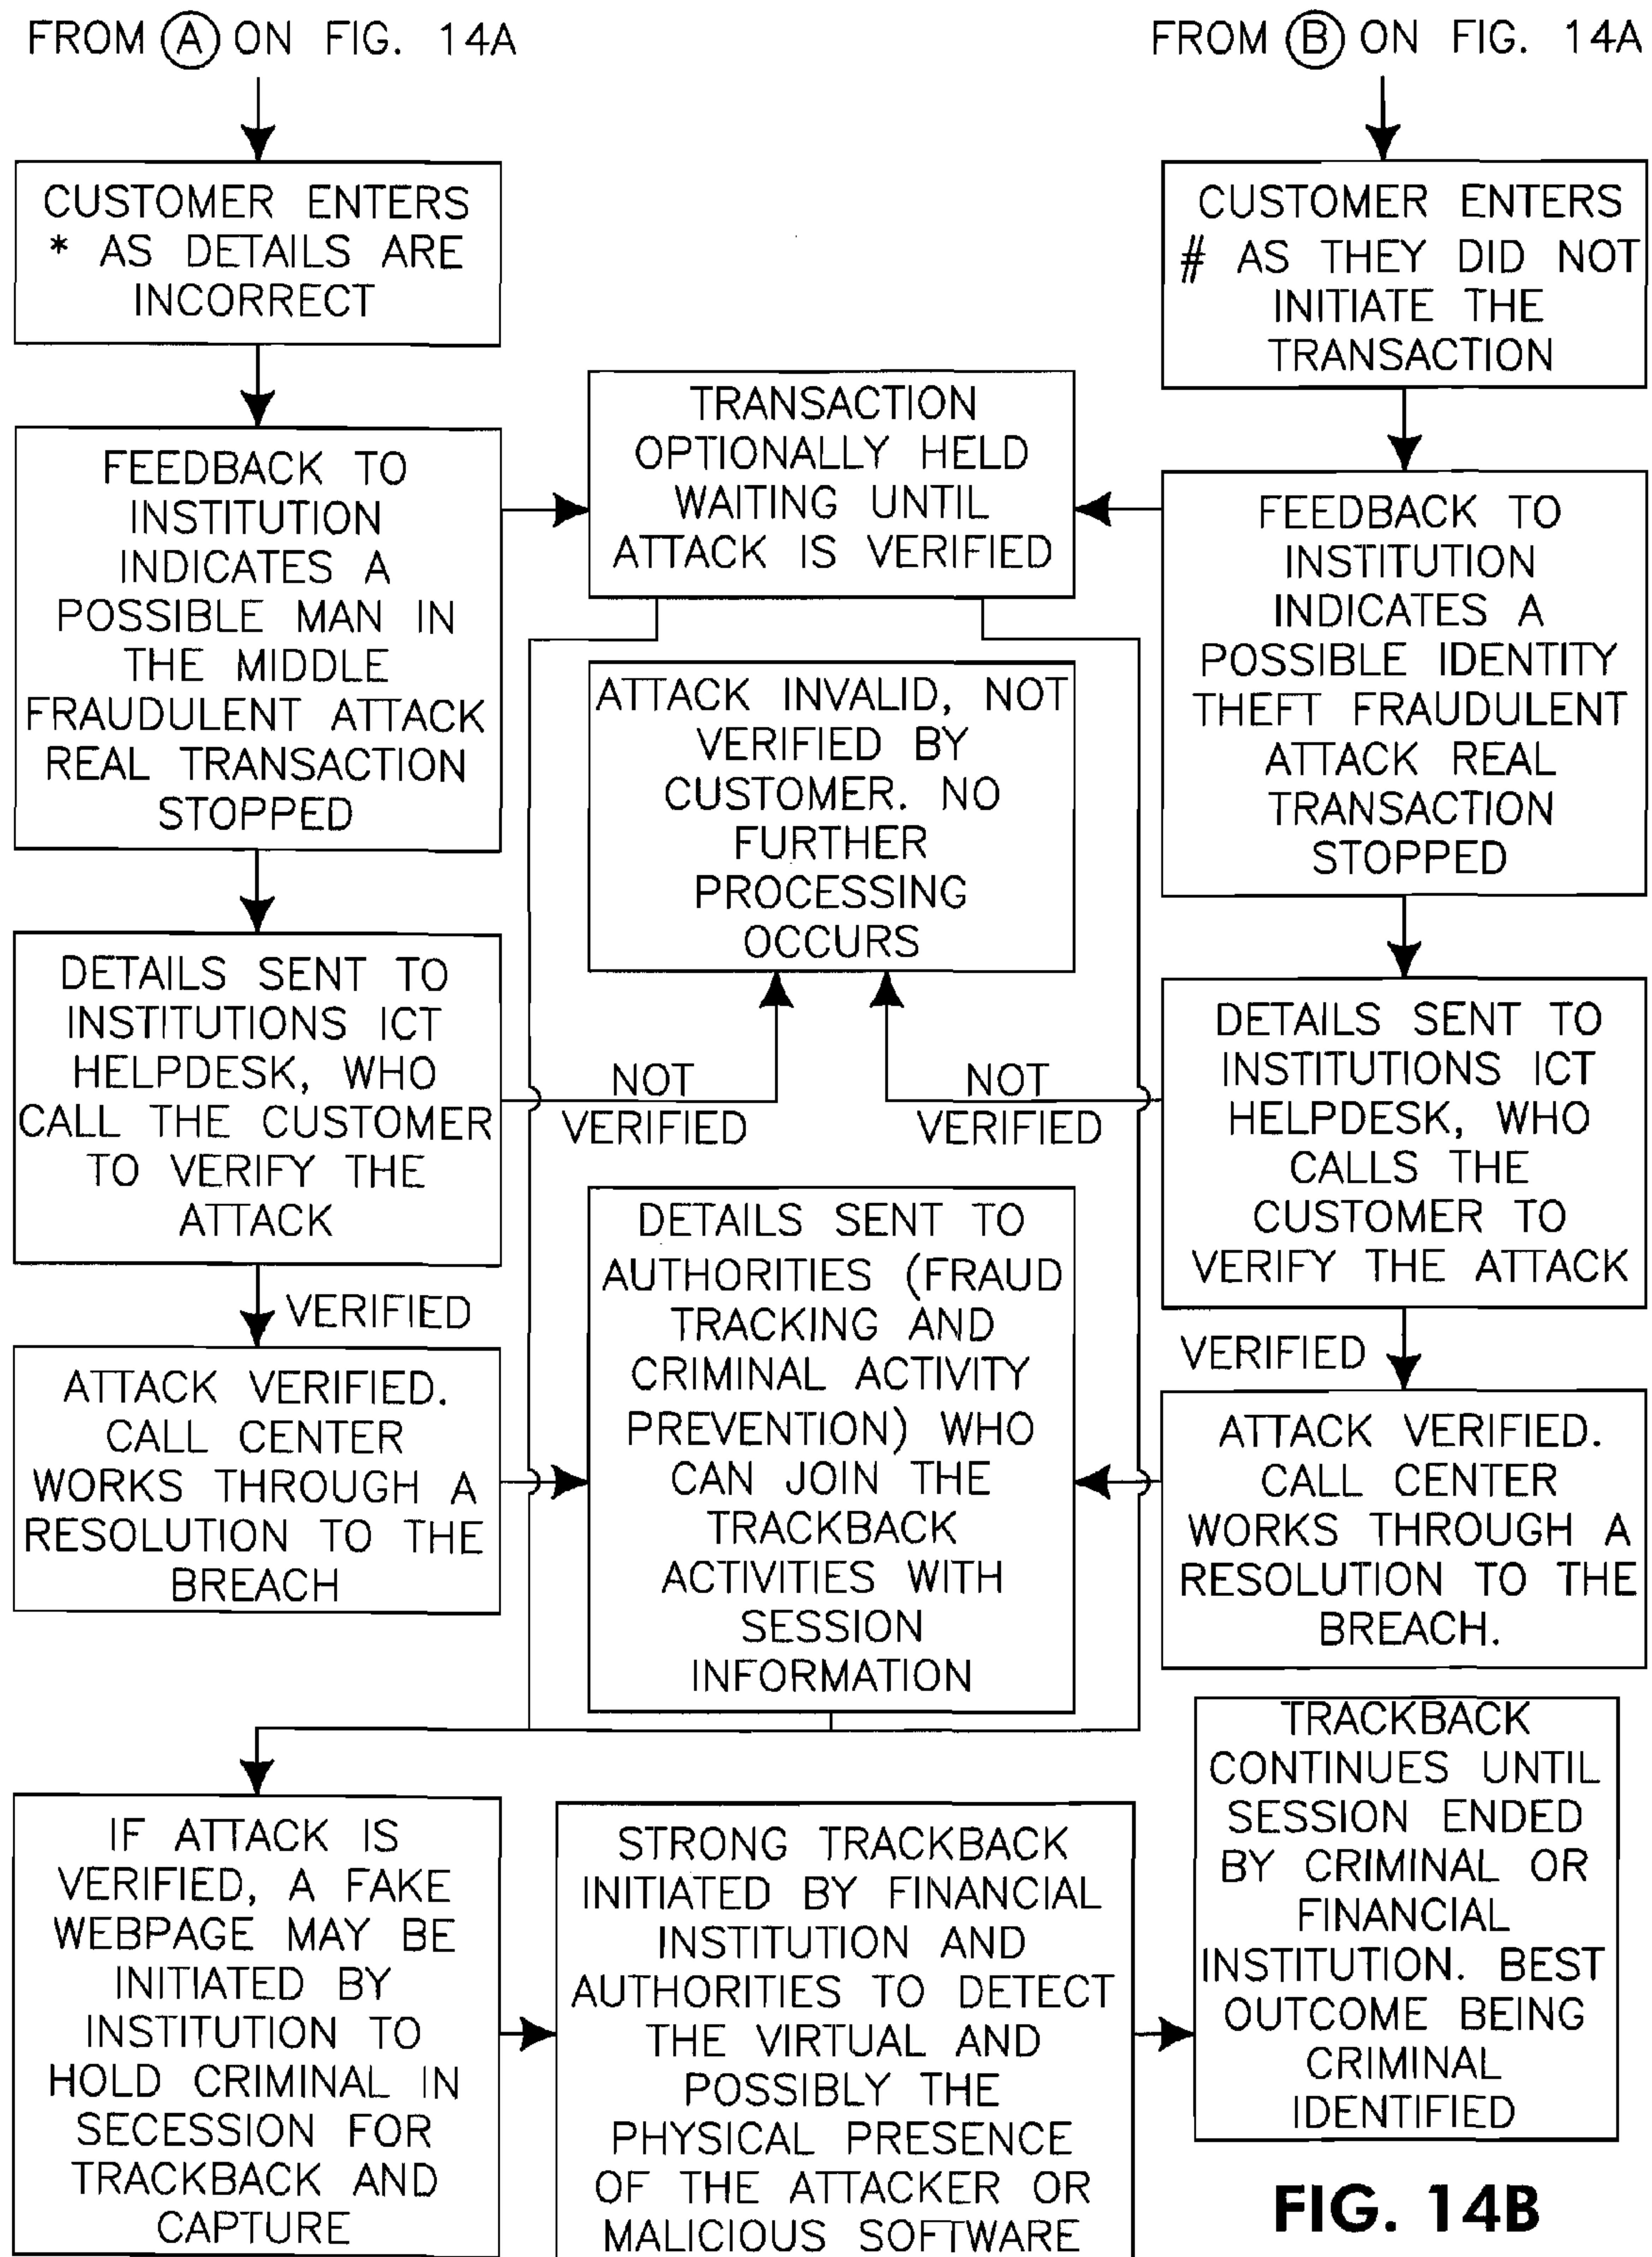 FROM (A) ON FIG. 14A
FROM (B) ON FIG. 14A
CUSTOMER ENTERS
* AS DETAILS ARE
INCORRECT
CUSTOMER ENTERS
# AS THEY DID NOT
INITIATE THE
TRANSACTION
TRANSACTION
OPTIONALLY HELD
WAITING UNTIL
ATTACK IS VERIFIED
FEEDBACK TO
INSTITUTION
INDICATES A
POSSIBLE MAN IN
THE MIDDLE
FRAUDULENT ATTACK
REAL TRANSACTION
STOPPED
FEEDBACK TO
INSTITUTION
INDICATES A
POSSIBLE IDENTITY
THEFT FRAUDULENT
ATTACK REAL
TRANSACTION
STOPPED
ATTACK INVALID, NOT
VERIFIED BY
CUSTOMER. NO
FURTHER
PROCESSING
OCCURS
DETAILS SENT TO
INSTITUTIONS ICT
HELPDESK, WHO
CALL THE CUSTOMER
TO VERIFY THE
ATTACK
NOT
VERIFIED
NOT
VERIFIED
DETAILS SENT TO
INSTITUTIONS ICT
HELPDESK, WHO
CALLS THE
CUSTOMER TO
VERIFY THE ATTACK
VERIFIED
VERIFIED
DETAILS SENT TO
AUTHORITIES (FRAUD
TRACKING AND
CRIMINAL ACTIVITY
PREVENTION) WHO
CAN JOIN THE
TRACKBACK
ACTIVITIES WITH
SESSION
INFORMATION
ATTACK VERIFIED.
CALL CENTER
WORKS THROUGH A
RESOLUTION TO THE
BREACH
ATTACK VERIFIED.
CALL CENTER
WORKS THROUGH A
RESOLUTION TO THE
BREACH.
IF ATTACK IS
VERIFIED, A FAKE
WEBPAGE MAY BE
INITIATED BY
INSTITUTION TO
HOLD CRIMINAL IN
SECESSION FOR
TRACKBACK AND
CAPTURE
STRONG TRACKBACK
INITIATED BY FINANCIAL
INSTITUTION AND
AUTHORITIES TO DETECT
THE VIRTUAL AND
POSSIBLY THE
PHYSICAL PRESENCE
OF THE ATTACKER OR
MALICIOUS SOFTWARE
TRACKBACK
CONTINUES UNTIL
SESSION ENDED
BY CRIMINAL OR
FINANCIAL
INSTITUTION. BEST
OUTCOME BEING
CRIMINAL
IDENTIFIED
FIG. 14B